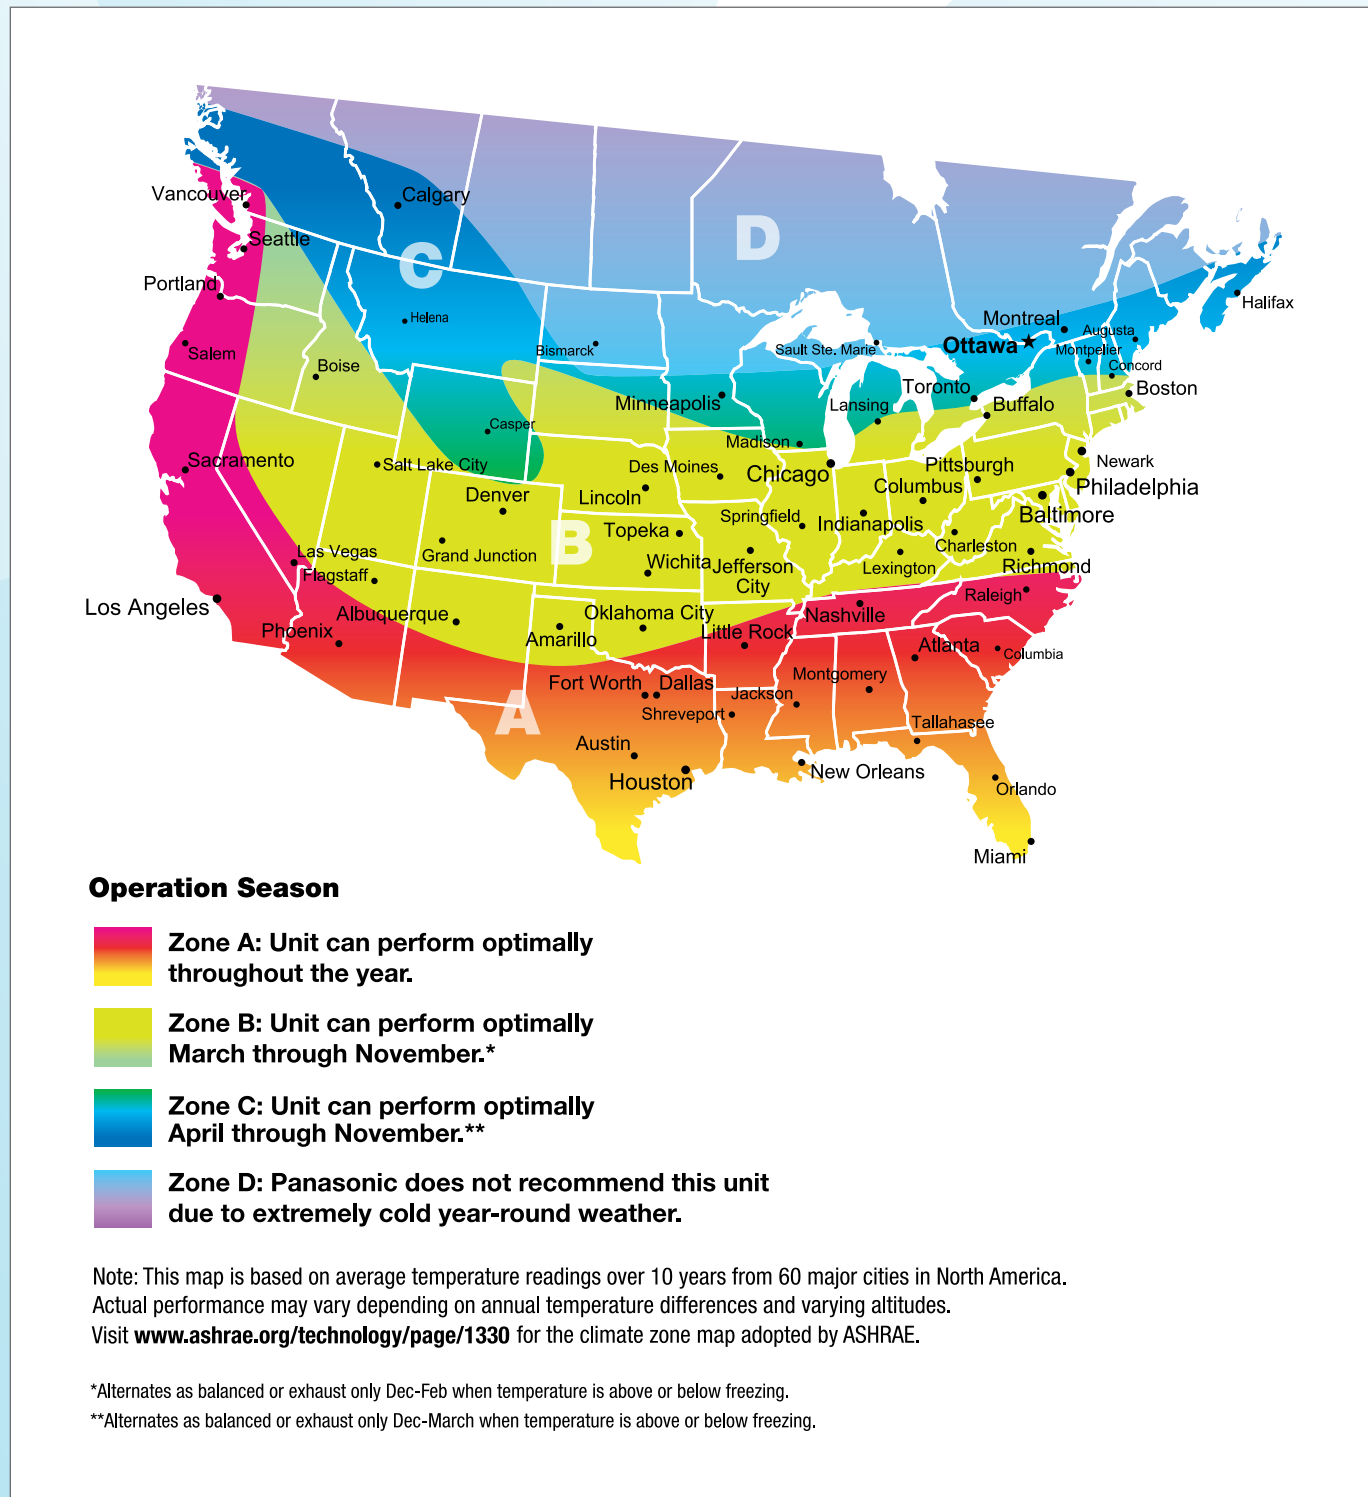 Vancouver
Calgary
Seattle
D
C
Portland
Helena
Halifax
Montreal
Augusta
Ottawa
Bismarck
Sault Ste. Marie
Montpelier
Salem
Boise
Concord
Toronto
Boston
Minneapolis
Lansing
Buffalo
Casper
Madison
Sacramento
Salt Lake City
Des Moines
Chicago
Pittsburgh
Newark
Denver
Lincoln
Columbus
Philadelphia
Springfield
Baltimore
Topeka
Indianapolis
B
Las Vegas
Grand Junction
Charleston
Wichita
Jefferson
City
Lexington
Richmond
Flagstaff
Los Angeles
Albuquerque
Oklahoma City
Nashville
Raleigh
Phoenix
Amarillo
Little Rock
Atlanta
Columbia
Fort Worth
Dallas
Montgomery
Jackson
A
Shreveport
Tallahasee
Austin
Houston
New Orleans
Orlando
Miami
Operation Season
Zone A: Unit can perform optimally
throughout the year.
Zone B: Unit can perform optimally
March through November.*
Zone C: Unit can perform optimally
April through November.**
Zone D: Panasonic does not recommend this unit
due to extremely cold year-round weather.
Note: This map is based on average temperature readings over 10 years from 60 major cities in North America.
Actual performance may vary depending on annual temperature differences and varying altitudes.
Visit www.ashrae.org/technology/page/1330 for the climate zone map adopted by ASHRAE.
*Alternates as balanced or exhaust only Dec-Feb when temperature is above or below freezing.
**Alternates as balanced or exhaust only Dec-March when temperature is above or below freezing.